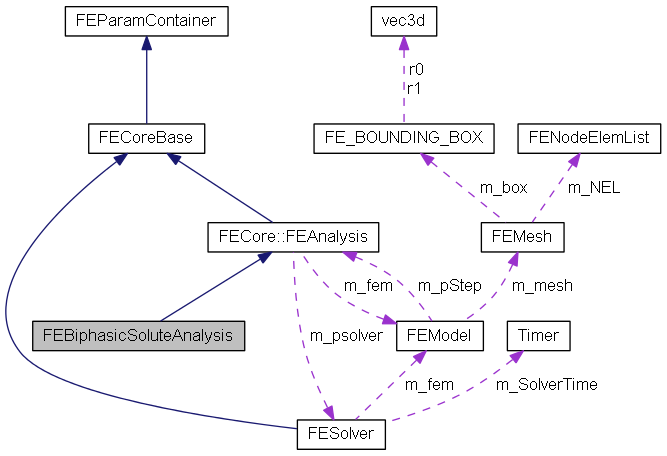 FEParamContainer
vec3d
r0
r1
FECoreBase
FE_BOUNDING_BOX
FENodeElemList
m_box
m_NEL
FECore::FEAnalysis
FEMesh
m_fem
m_pStep
m_mesh
FEBiphasicSoluteAnalysis
m_psolver
FEModel
Timer
m_fem
m_SolverTime
FESolver